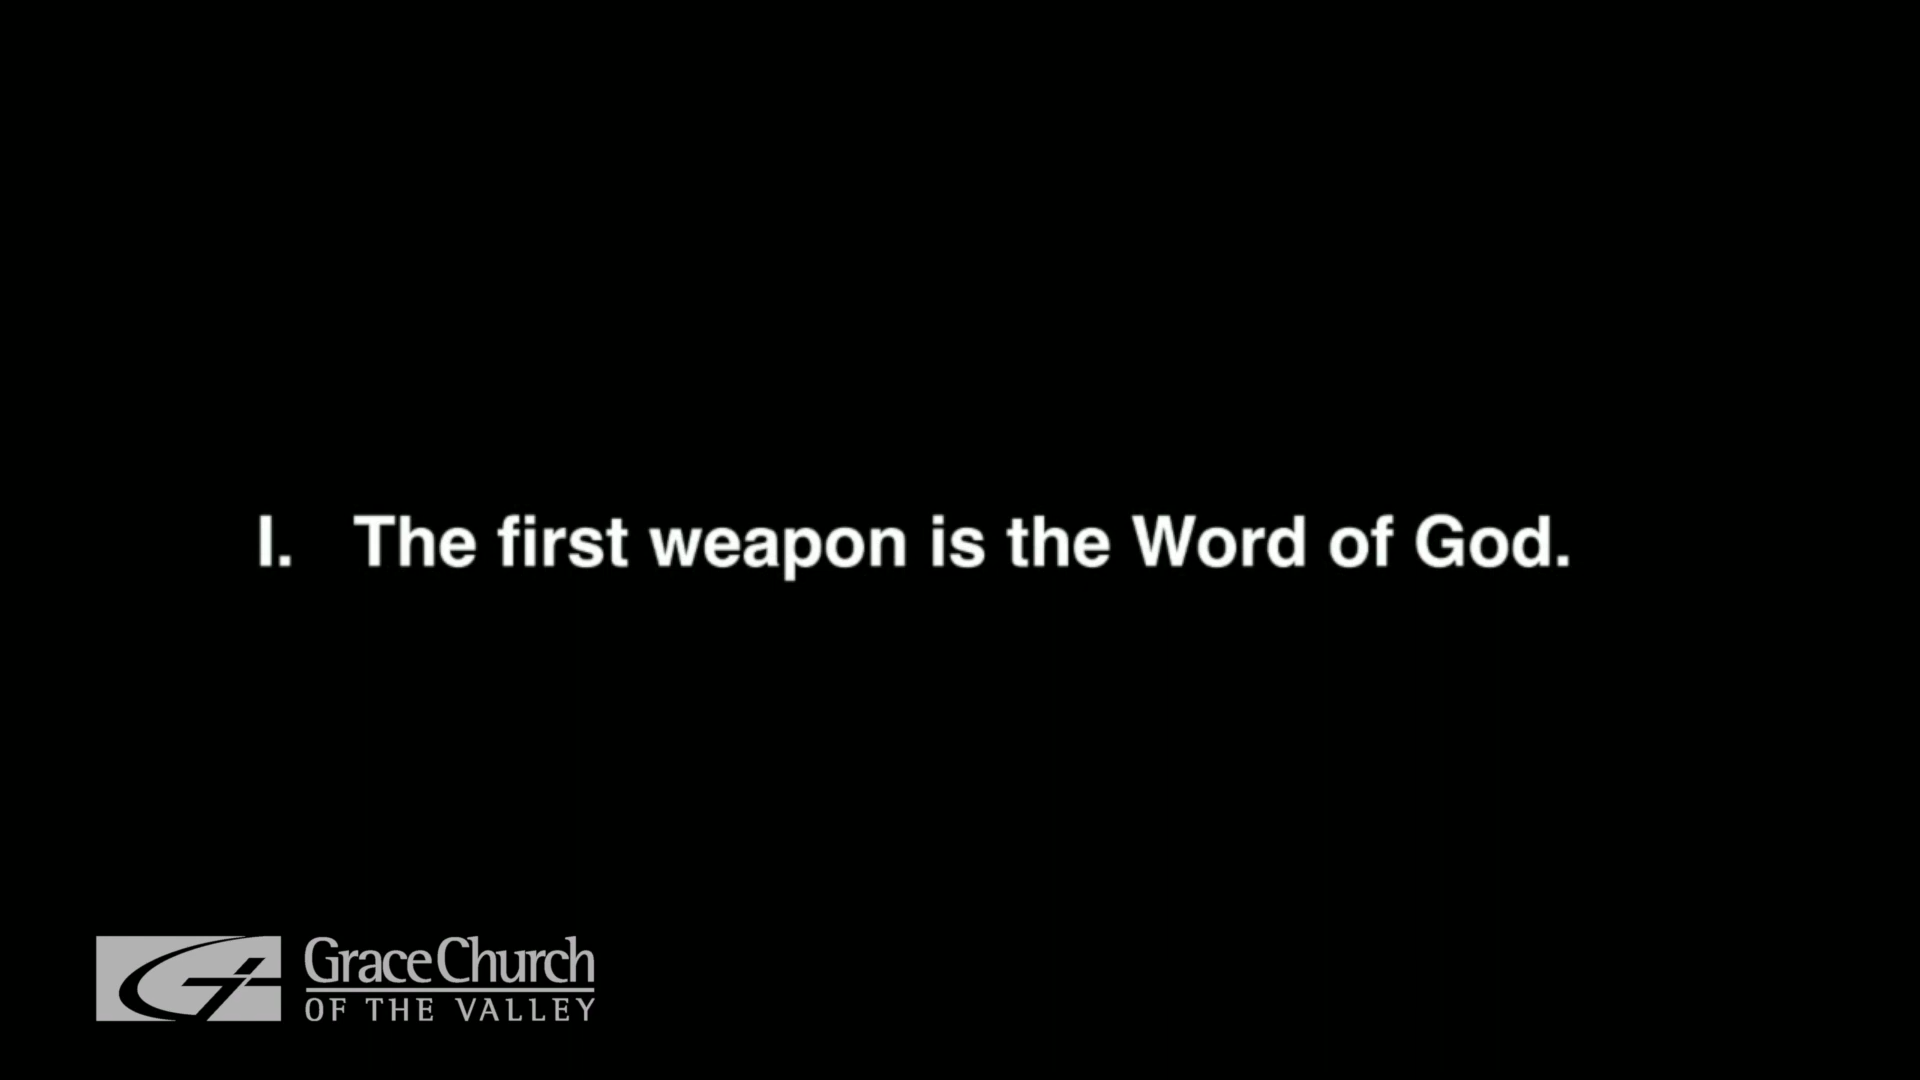 I. The first weapon is the Word of God.
Grace Church
OF THE VALLEY